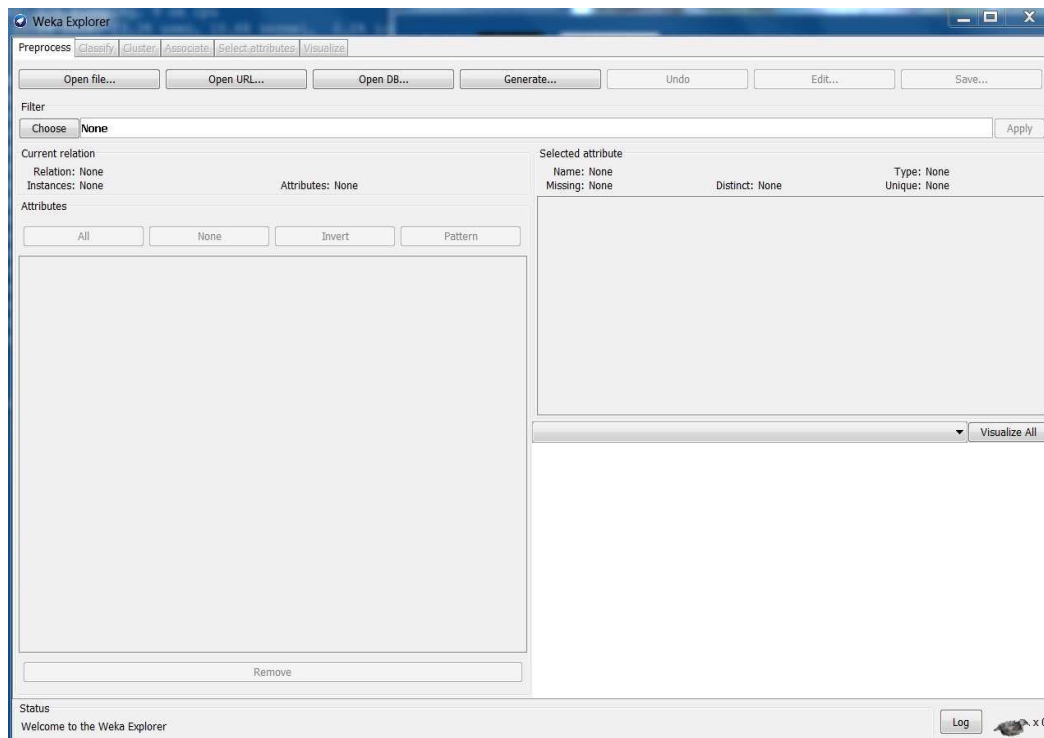 Weka Explorer
Preprocess Classify Cluster Associate Select attributes Visualize
Open file... Open URL... Open DB... Generate... Undo Edit... Save...
Filter
Choose None Apply
Current relation
Relation: None
Instances: None Attributes: None
Selected attribute
Name: None Type: None
Missing: None Distinct: None Unique: None
Attributes
All None Invert Pattern
Visualize All
Remove
Status
Welcome to the Weka Explorer
Log x 0